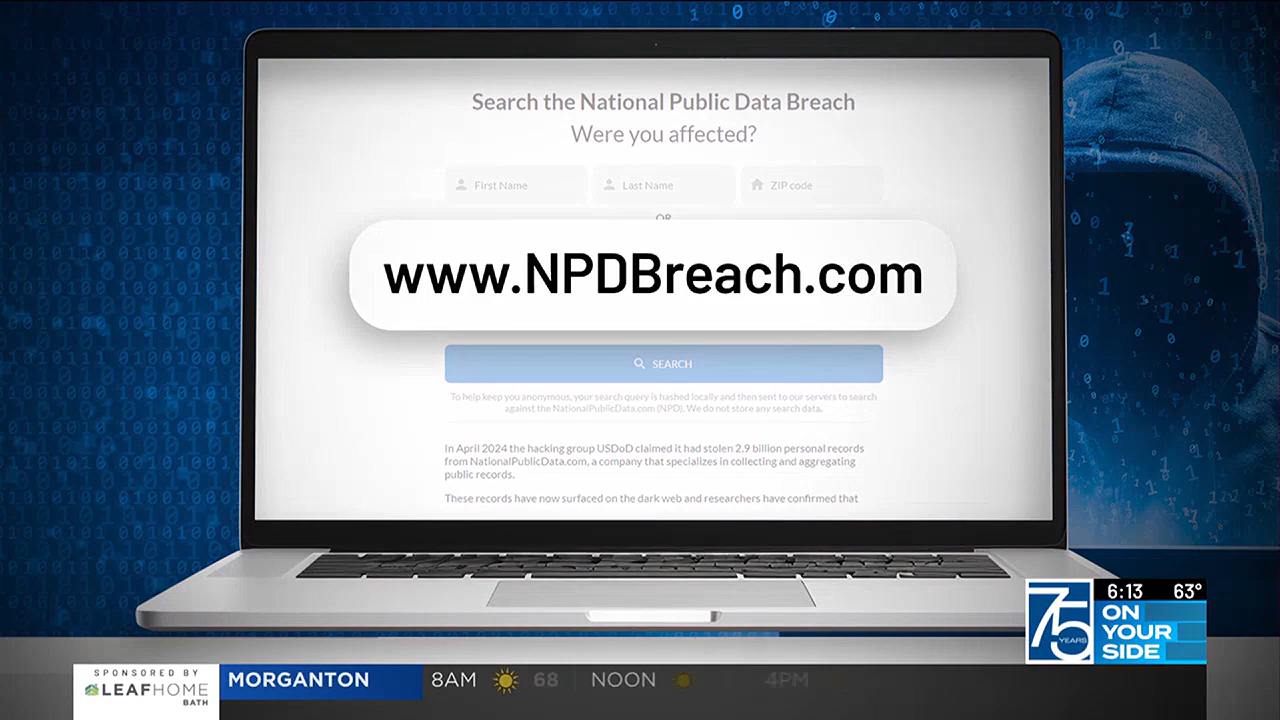 Search the National Public Data Breach
Were you affected?
First Name
Last Name
ZIP code
OR
www.NPDBreach.com
SEARCH
To help keep you anonymous, your search query is hashed locally and then sent to our servers to search
against the NationalPublicData.com (NPD). We do not store any search data.
In April 2024 the hacking group USDoD claimed it had stolen 2.9 billion personal records
from NationalPublicData.com, a company that specializes in collecting and aggregating
public records.
These records have now surfaced on the dark web and researchers have confirmed that
75
YEARS
6:13 63°
ON
YOUR
SIDE
SPONSORED BY
LEAFHOME
BATH
MORGANTON 8AM 68 NOON 4PM